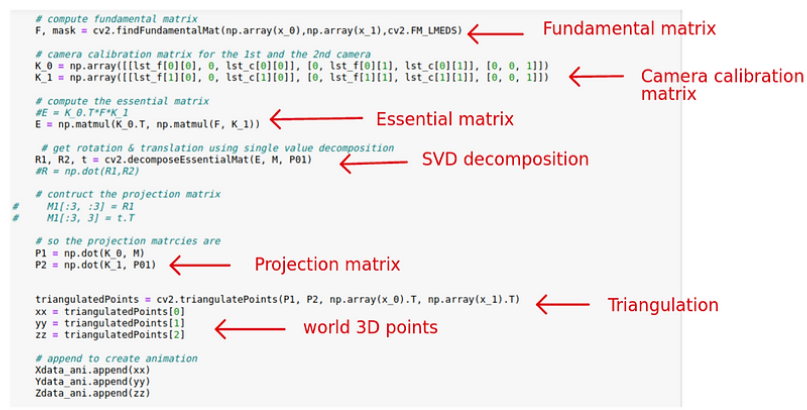 # compute fundamental matrix
F, mask = cv2.findFundamentalMat(np.array(x_0),np.array(x_1),cv2.FM_LMEDS)
Fundamental matrix
# camera calibration matrix for the 1st and the 2nd camera
K_0 = np.array([[lst_f[0][0], 0, lst_c[0][0]], [0, lst_f[0][1], lst_c[0][1]], [0, 0, 1]])
K_1 = np.array([[lst_f[1][0], 0, lst_c[1][0]], [0, lst_f[1][1], lst_c[1][1]], [0, 0, 1]])
Camera calibration
matrix
# compute the essential matrix
#E = K_0.T*F*K_1
E = np.matmul(K_0.T, np.matmul(F, K_1))
Essential matrix
# get rotation & translation using single value decomposition
R1, R2, t = cv2.decomposeEssentialMat(E, M, P01)
#R = np.dot(R1,R2)
SVD decomposition
# contruct the projection matrix
# M1[:3, :3] = R1
# M1[:3, 3] = t.T
# so the projection matrcies are
P1 = np.dot(K_0, M)
P2 = np.dot(K_1, P01)
Projection matrix
triangulatedPoints = cv2.triangulatePoints(P1, P2, np.array(x_0).T, np.array(x_1).T)
Triangulation
xx = triangulatedPoints[0]
yy = triangulatedPoints[1]
zz = triangulatedPoints[2]
world 3D points
# append to create animation
Xdata_ani.append(xx)
Ydata_ani.append(yy)
Zdata_ani.append(zz)